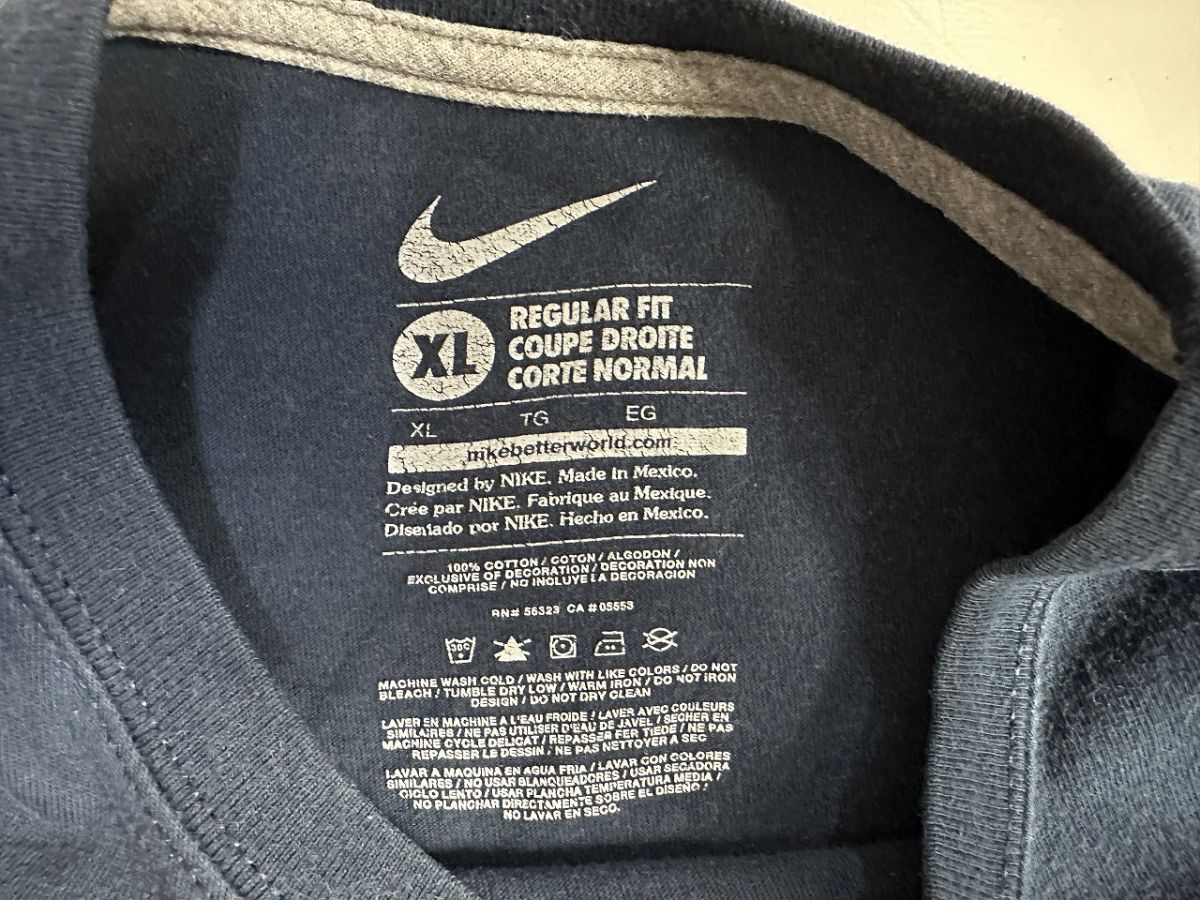 XL
REGULAR FIT
COUPE DROITE
CORTE NORMAL
XL TG EG
nikebetterworld.com
Designed by NIKE. Made in Mexico.
Crée par NIKE. Fabrique au Mexique.
Diseñado por NIKE. Hecho en Mexico.
100% COTTON / COTON / ALGODON /
EXCLUSIVE OF DECORATION / DECORATION NON
COMPRISE / NO INCLUYE LA DECORACION
RN# 56323 CA # 05553
30C
MACHINE WASH COLD / WASH WITH LIKE COLORS / DO NOT
BLEACH / TUMBLE DRY LOW / WARM IRON / DO NOT IRON
DESIGN / DO NOT DRY CLEAN
LAVER EN MACHINE A L'EAU FROIDE / LAVER AVEC COULEURS
SIMILAIRES / NE PAS UTILISER D'EAU DE JAVEL / SECHER EN
MACHINE CYCLE DELICAT / REPASSER FER TIEDE / NE PAS
REPASSER LE DESSIN / NE PAS NETTOYER A SEC
LAVAR A MAQUINA EN AGUA FRIA / LAVAR CON COLORES
SIMILARES / NO USAR BLANQUEADORES / USAR SECADORA
CICLO LENTO / USAR PLANCHA TEMPERATURA MEDIA /
NO PLANCHAR DIRECTAMENTE SOBRE EL DISEÑO /
NO LAVAR EN SECO.